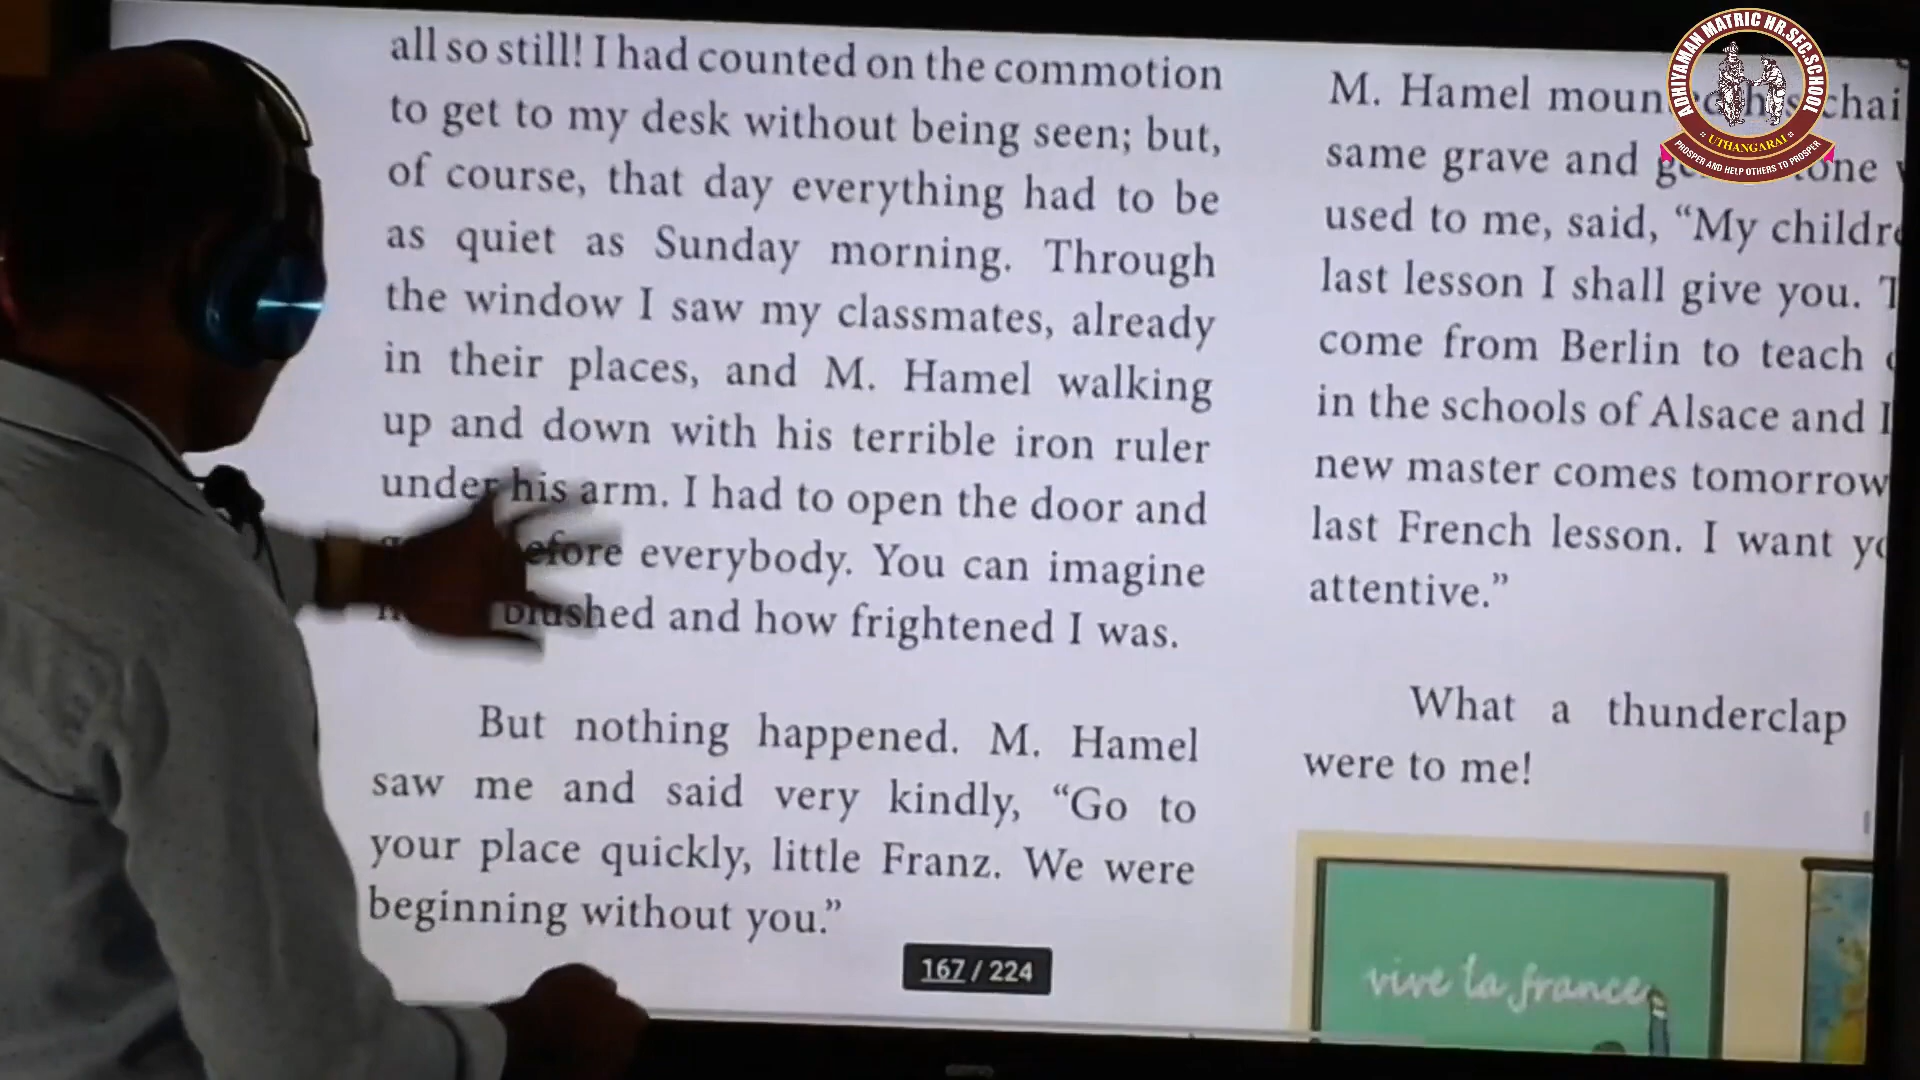 all so still! I had counted on the commotion
to get to my desk without being seen; but,
of course, that day everything had to be
as quiet as Sunday morning. Through
the window I saw my classmates, already
in their places, and M. Hamel walking
up and down with his terrible iron ruler
under his arm. I had to open the door and
everybody. You can imagine
blushed and how frightened I was.
But nothing happened. M. Hamel
saw me and said very kindly, “Go to
your place quickly, little Franz. We were
beginning without you.”
167 / 224
M. Hamel
same grave and
used to me, said, “My
last lesson I shall give you.
come from Berlin to teach
in the schools of Alsace and
new master comes tomorrow
last French lesson. I want
attentive.”
What a thunderclap
were to me!
vive la france
ADHIYAMAN MATRIC HR.SEC.SCHOOL
UTHANGARAI
PROSPER AND HELP OTHERS TO PROSPER